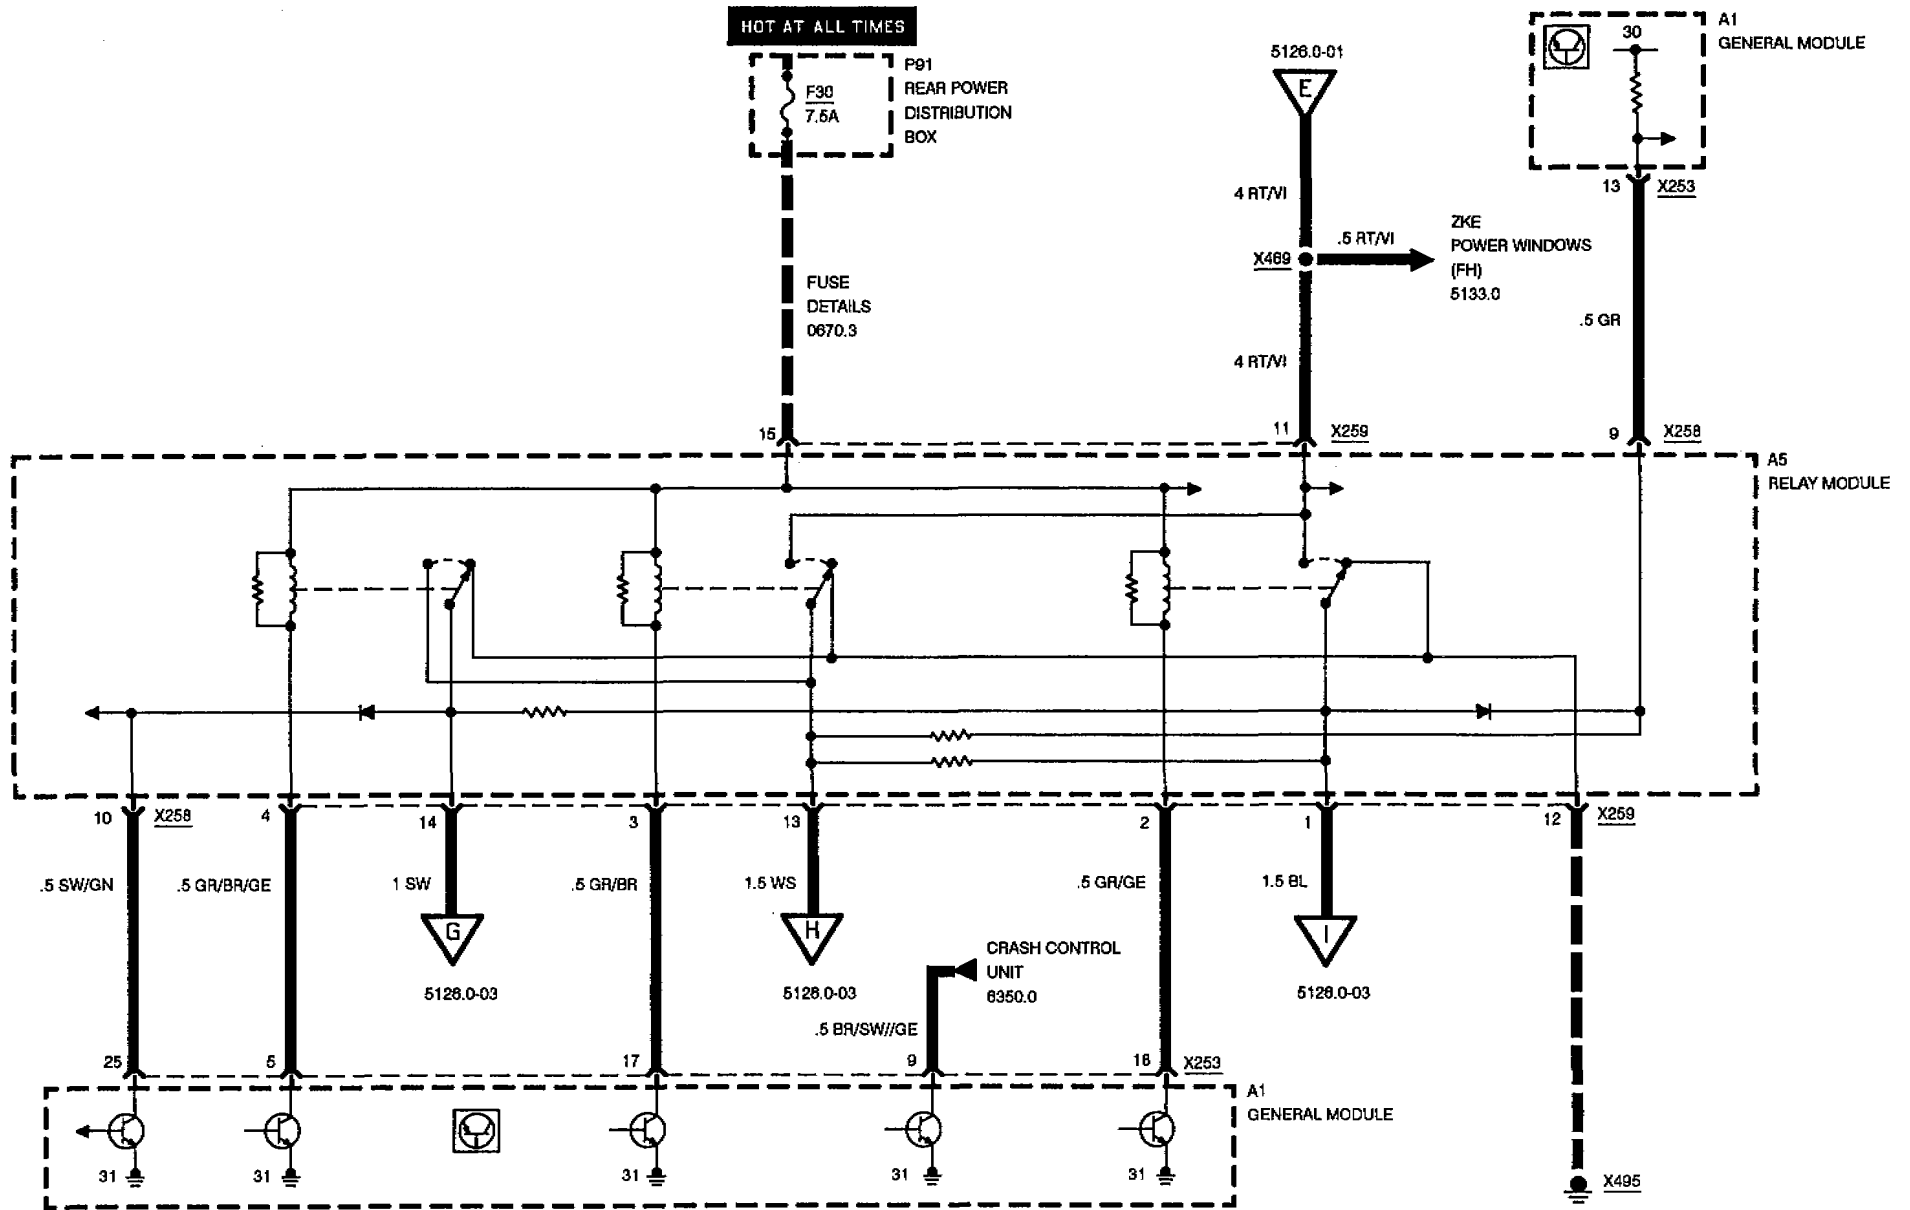 HOT AT ALL TIMES
P91
REAR POWER
DISTRIBUTION
BOX
F30
7.5A
5126.0-01
E
30
A1
GENERAL MODULE
13
X253
4 RT/VI
X469
.5 RT/VI
ZKE
POWER WINDOWS
(FH)
5133.0
FUSE
DETAILS
0670.3
.5 GR
4 RT/VI
15
11
X259
9
X258
A5
RELAY MODULE
10
X258
4
14
3
13
2
1
12
X259
.5 SW/GN
.5 GR/BR/GE
1 SW
.5 GR/BR
1.5 WS
.5 GR/GE
1.5 BL
G
H
I
5126.0-03
5126.0-03
5126.0-03
CRASH CONTROL
UNIT
6350.0
.5 BR/SW//GE
25
5
17
9
16
X253
A1
GENERAL MODULE
31
31
31
31
31
X495